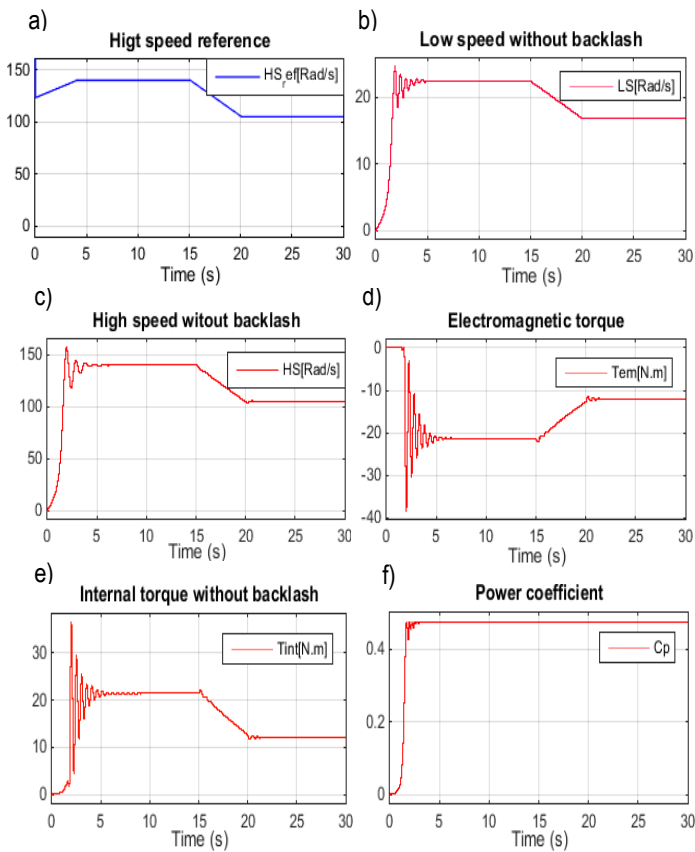 a)
Higt speed reference
HS_ref[Rad/s]
150
100
50
0
0 5 10 15 20 25 30
Time (s)
b)
Low speed without backlash
LS[Rad/s]
20
10
0
0 5 10 15 20 25 30
Time (s)
c)
High speed witout backlash
HS[Rad/s]
150
100
50
0
0 5 10 15 20 25 30
Time (s)
d)
Electromagnetic torque
Tem[N.m]
0
-10
-20
-30
-40
0 5 10 15 20 25 30
Time (s)
e)
Internal torque without backlash
Tint[N.m]
30
20
10
0
0 5 10 15 20 25 30
Time (s)
f)
Power coefficient
Cp
0.4
0.2
0
0 5 10 15 20 25 30
Time (s)